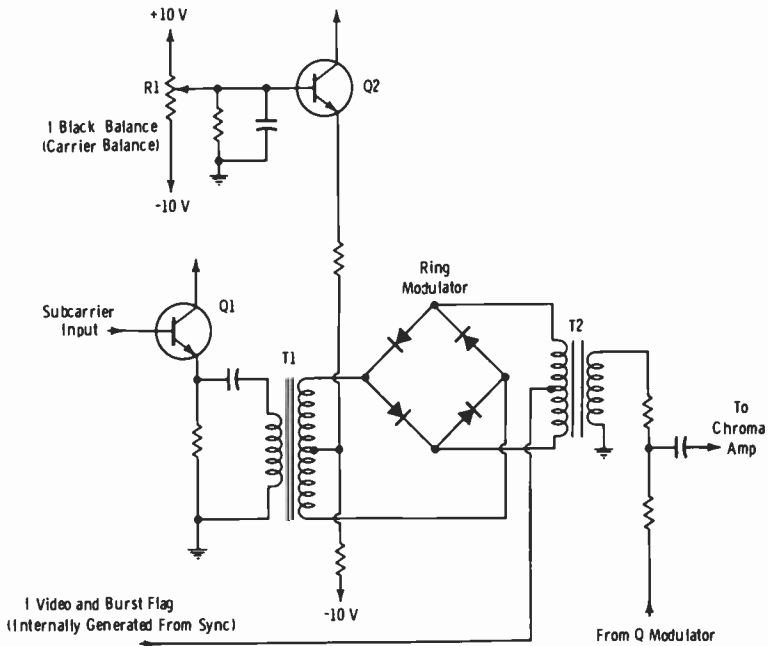 +10 V
R1
Q2
I Black Balance
(Carrier Balance)
-10 V
Ring
Modulator
Subcarrier
Input
Q1
T1
T2
To
Chroma
Amp
-10 V
I Video and Burst Flag
(Internally Generated From Sync)
From Q Modulator